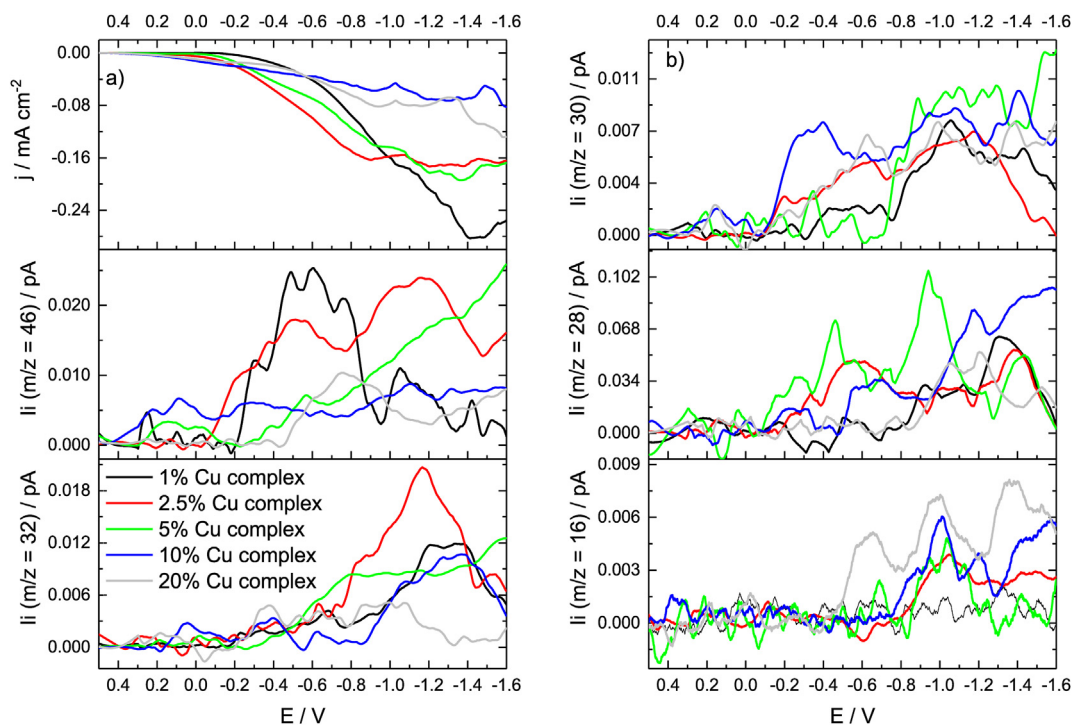 0.4 0.2 0.0 -0.2 -0.4 -0.6 -0.8 -1.0 -1.2 -1.4 -1.6
a)
0.00
-0.08
-0.16
-0.24
j / mA cm-2
0.020
0.010
0.000
Ii (m/z = 46) / pA
0.018
0.012
0.006
0.000
Ii (m/z = 32) / pA
1% Cu complex
2.5% Cu complex
5% Cu complex
10% Cu complex
20% Cu complex
0.4 0.2 0.0 -0.2 -0.4 -0.6 -0.8 -1.0 -1.2 -1.4 -1.6
E / V
0.4 0.2 0.0 -0.2 -0.4 -0.6 -0.8 -1.0 -1.2 -1.4 -1.6
b)
0.011
0.007
0.004
0.000
Ii (m/z = 30) / pA
0.102
0.068
0.034
0.000
Ii (m/z = 28) / pA
0.009
0.006
0.003
0.000
Ii (m/z = 16) / pA
0.4 0.2 0.0 -0.2 -0.4 -0.6 -0.8 -1.0 -1.2 -1.4 -1.6
E / V